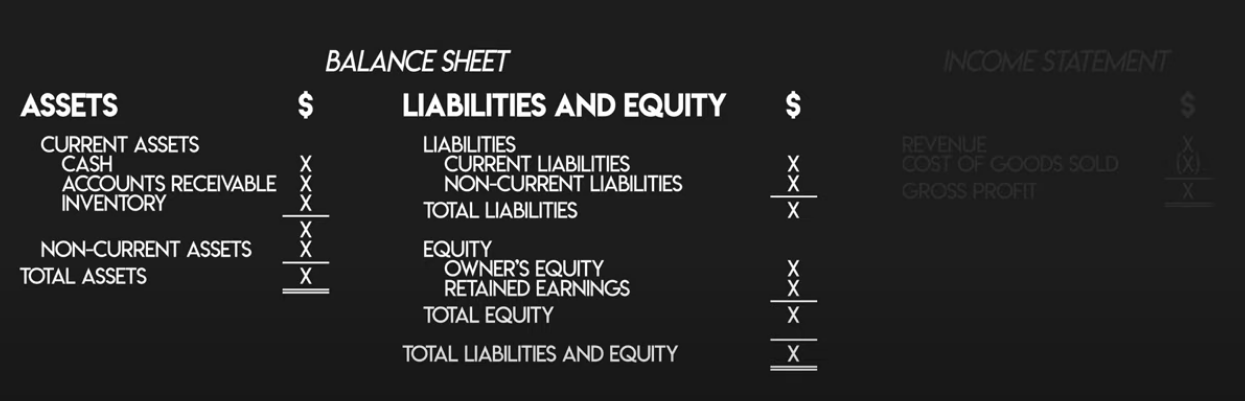 BALANCE SHEET
ASSETS $
CURRENT ASSETS
CASH X
ACCOUNTS RECEIVABLE X
INVENTORY X
X
NON-CURRENT ASSETS X
TOTAL ASSETS X
LIABILITIES AND EQUITY $
LIABILITIES
CURRENT LIABILITIES X
NON-CURRENT LIABILITIES X
TOTAL LIABILITIES X
EQUITY
OWNER'S EQUITY X
RETAINED EARNINGS X
TOTAL EQUITY X
TOTAL LIABILITIES AND EQUITY X
INCOME STATEMENT
$
REVENUE X
COST OF GOODS SOLD (X)
GROSS PROFIT X